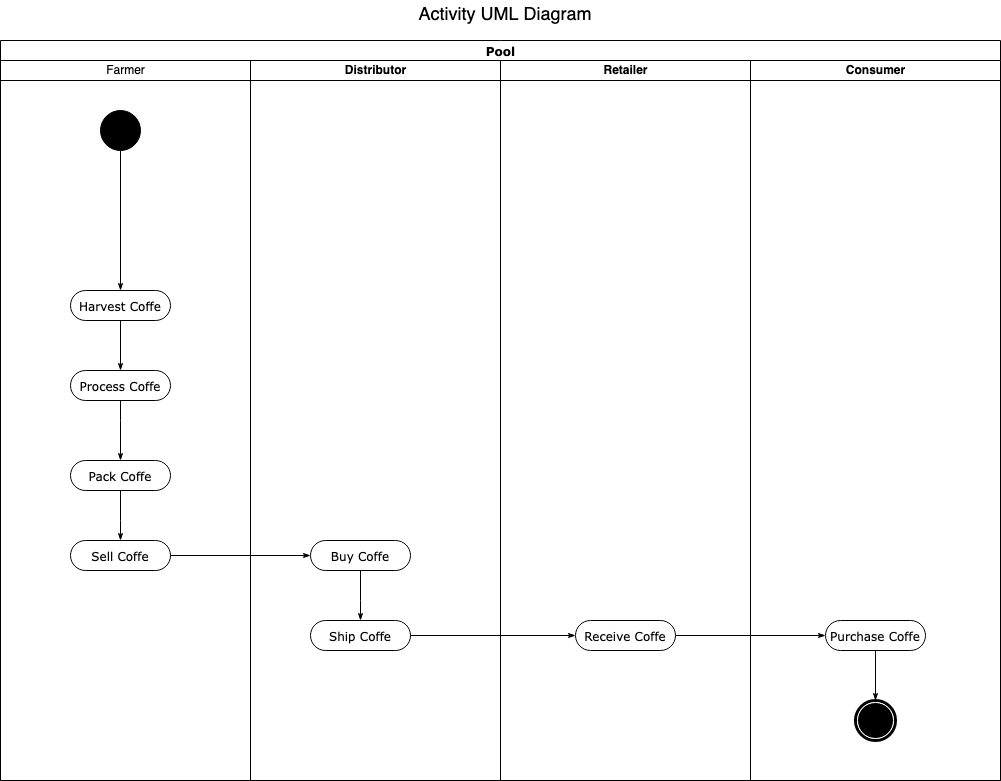 Activity UML Diagram
Pool
Farmer
Distributor
Retailer
Consumer
Harvest Coffe
Process Coffe
Pack Coffe
Sell Coffe
Buy Coffe
Ship Coffe
Receive Coffe
Purchase Coffe